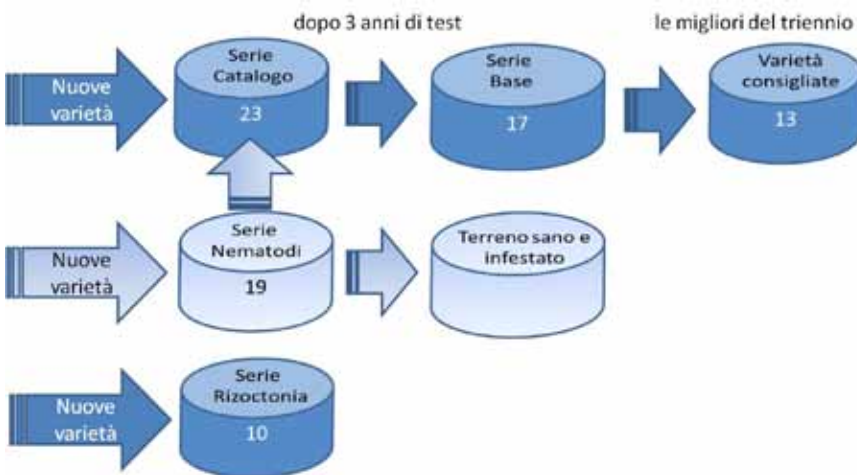 dopo 3 anni di test
le migliori del triennio
Nuove
varietà
Serie
Catalogo
23
Serie
Base
17
Varietà
consigliate
13
Nuove
varietà
Serie
Nematodi
19
Terreno sano e
infestato
Nuove
varietà
Serie
Rizoctonia
10